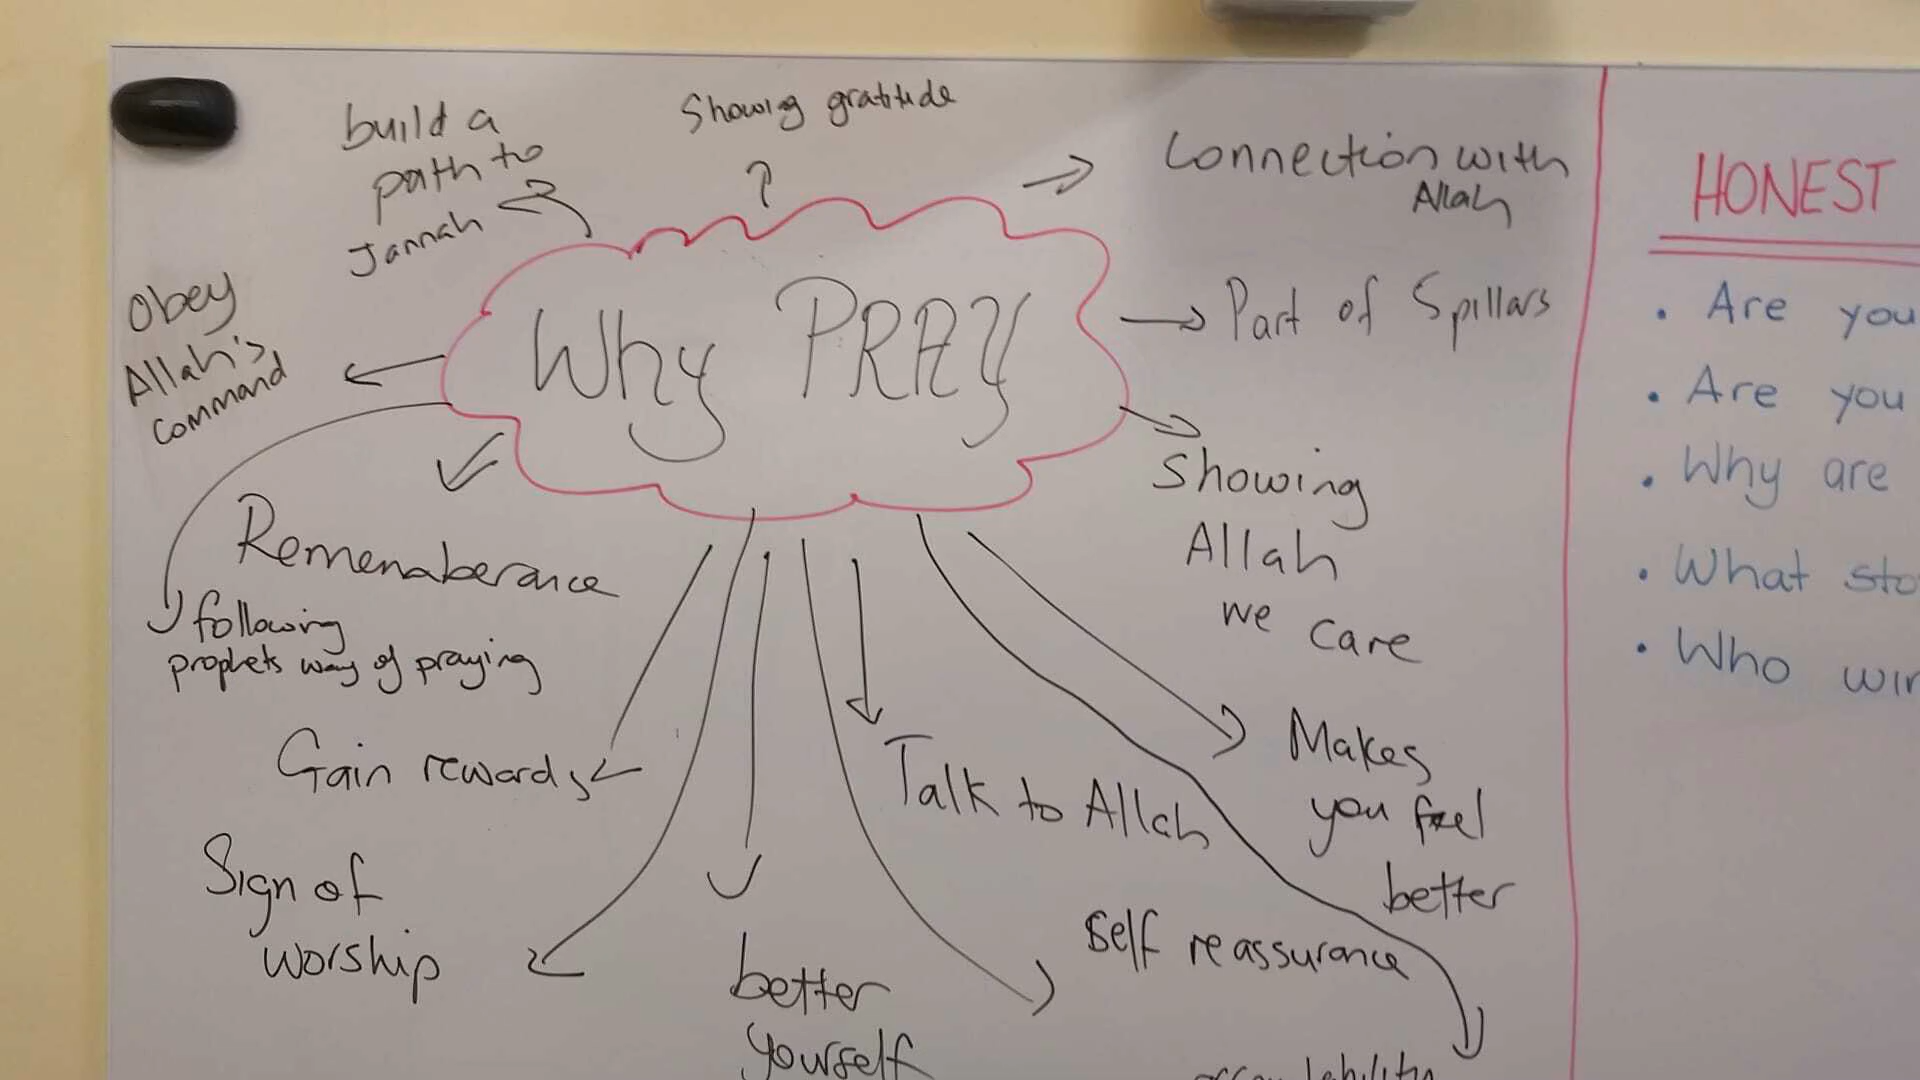 build a
path to
Jannah
Showing gratitude
Connection with
Allah
Obey
Allah's
command
Why PRAY
Part of 5 pillars
Showing
Allah
we care
Remenaberance
following
prophets way of praying
Gain rewards
Sign of
worship
better
yourself
Talk to Allah
Self reassurance
Makes
you feel
better
HONEST
• Are you
• Are you
• Why are
• What
• Who